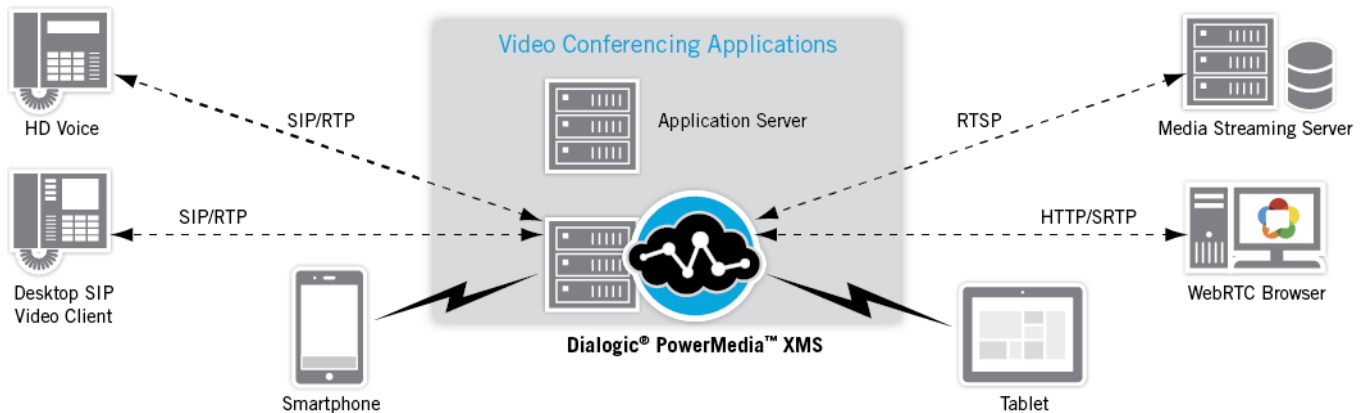 Video Conferencing Applications
HD Voice
SIP/RTP
Application Server
RTSP
Media Streaming Server
Desktop SIP
Video Client
SIP/RTP
HTTP/SRTP
WebRTC Browser
Dialogic® PowerMedia™ XMS
Smartphone
Tablet